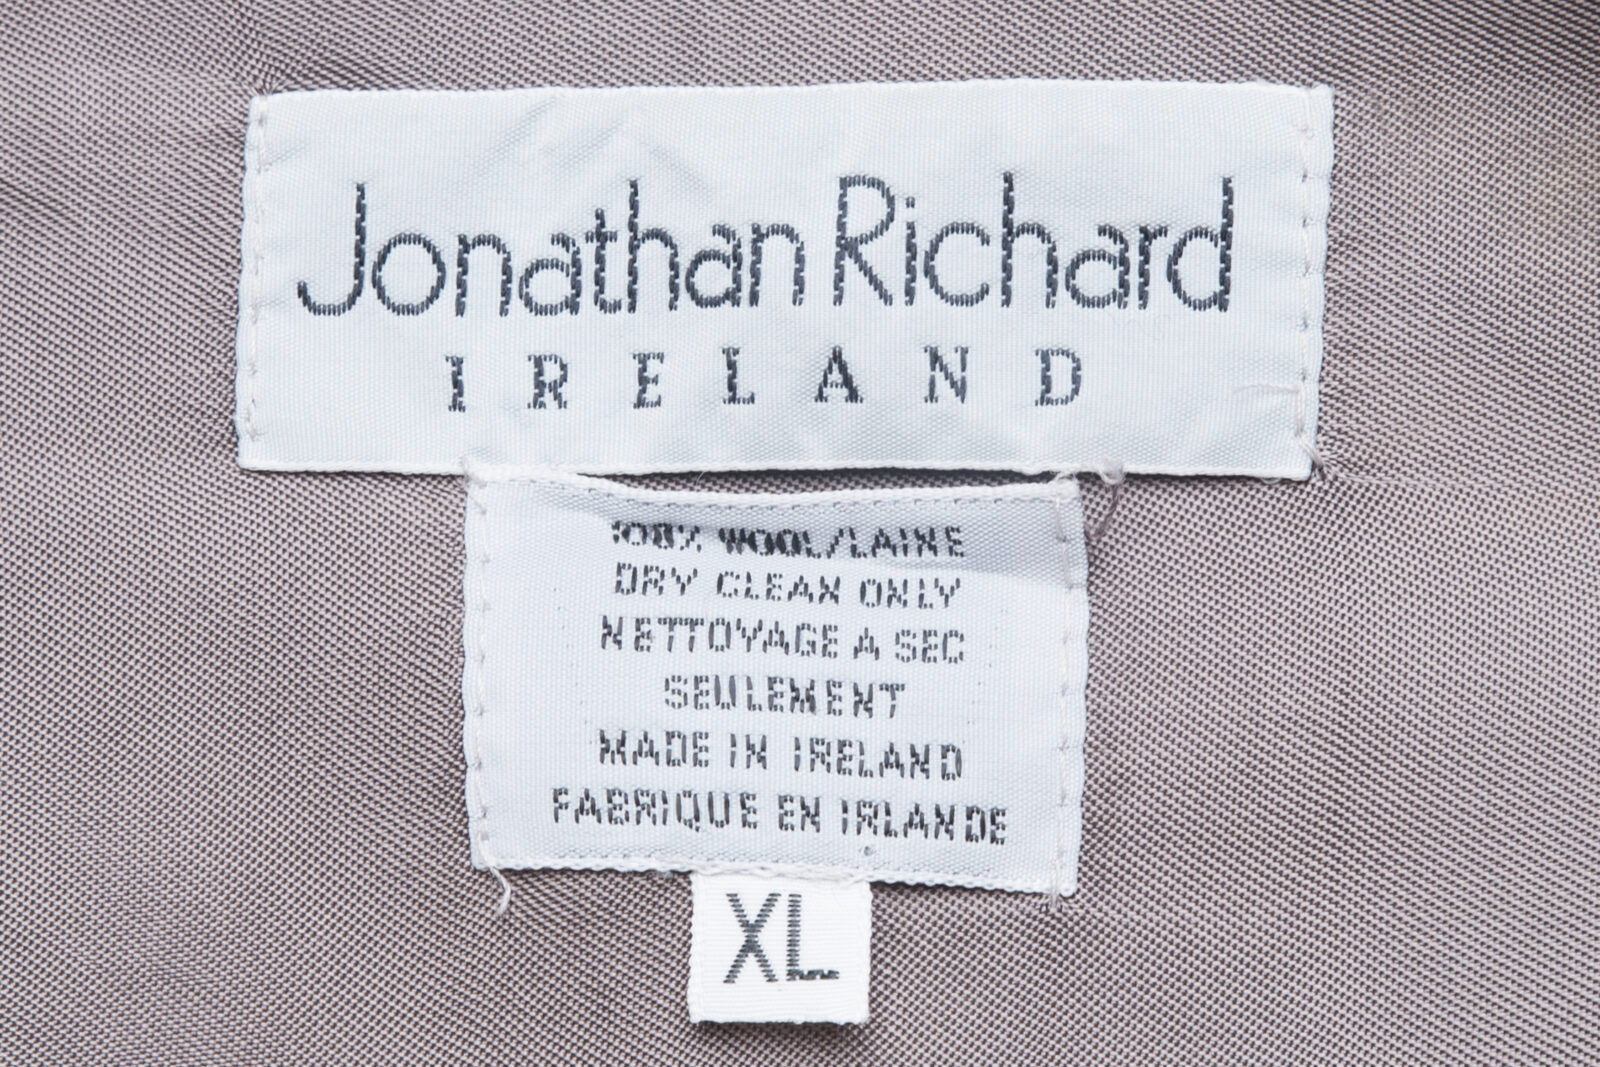 Jonathan Richard
IRELAND
100% WOOL/LAINE
DRY CLEAN ONLY
NETTOYAGE A SEC
SEULEMENT
MADE IN IRELAND
FABRIQUE EN IRLANDE
XL